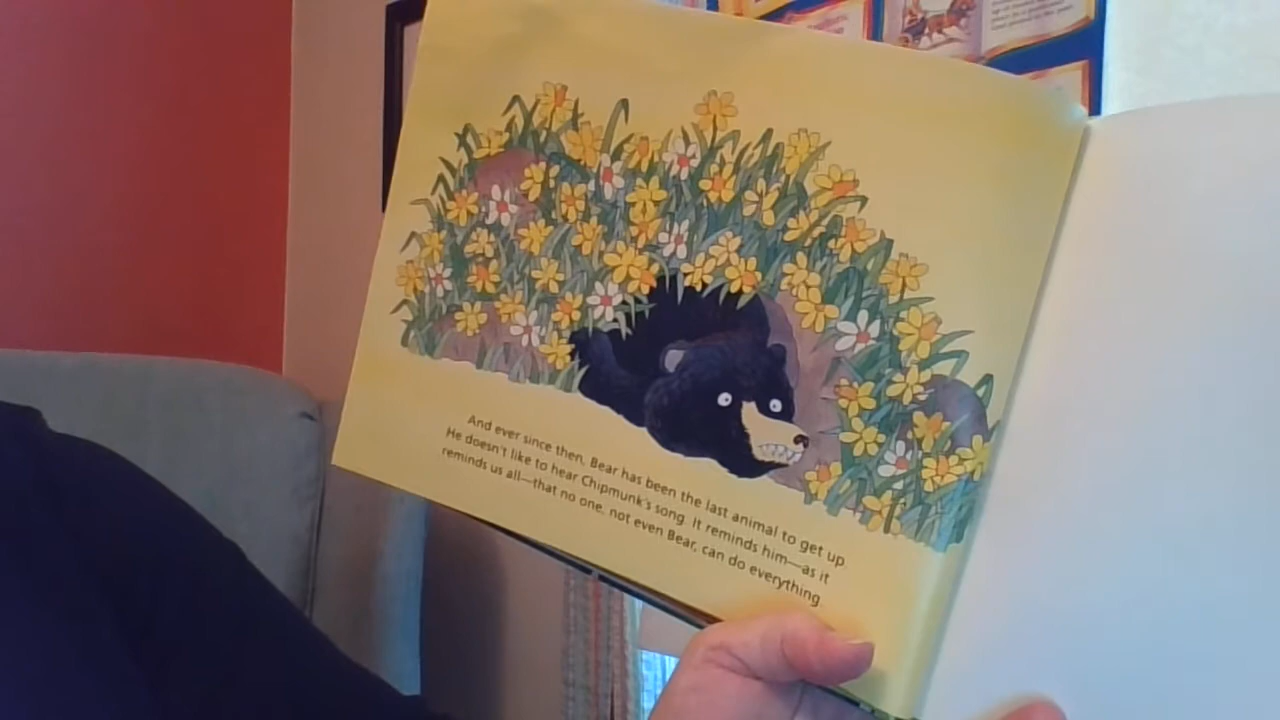 And ever since then, Bear has been the last animal to get up.
He doesn't like to hear Chipmunk's song. It reminds him—as it
reminds us all—that no one, not even Bear, can do everything.